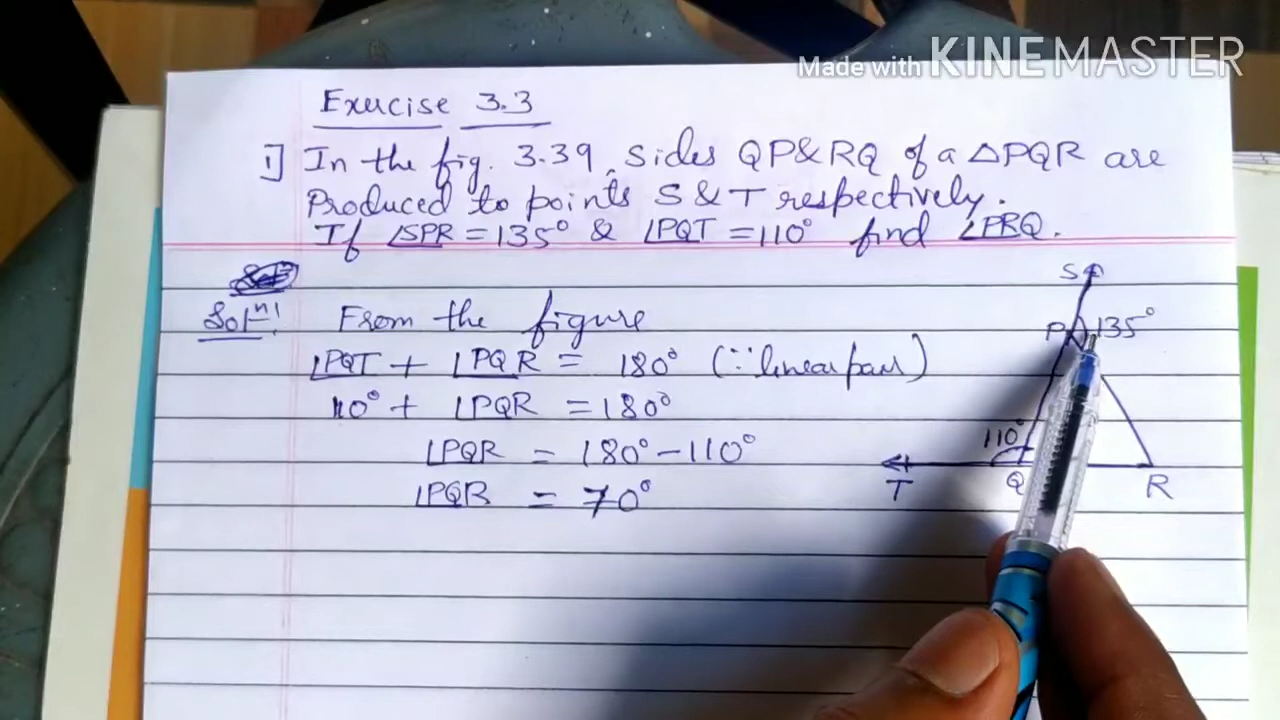 Made with KINEMASTER
Exercise 3.3
1] In the fig. 3.39, Sides QP & RQ of a △PQR are
Produced to points S & T respectively.
If ∠SPR = 135° & ∠PQT = 110° find ∠PRQ.
Solⁿ!
From the figure
∠PQT + ∠PQR = 180° (∵ linear pair)
110° + ∠PQR = 180°
∠PQR = 180° - 110°
∠PQR = 70°
S
P 135°
110°
T Q R